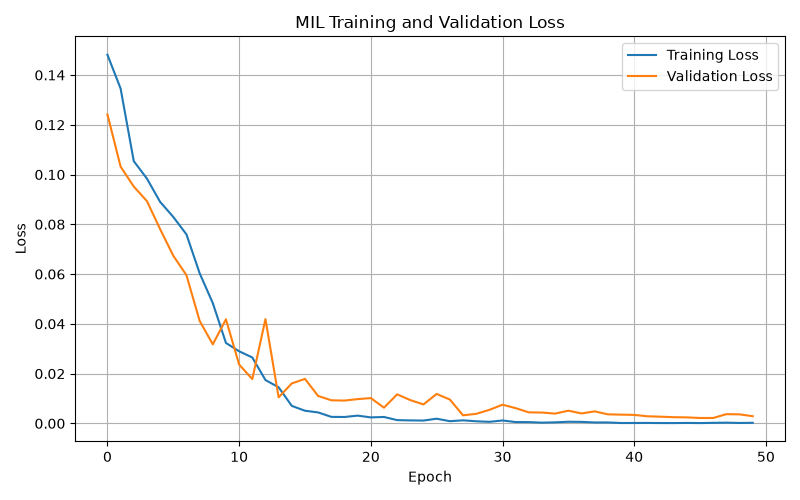 MIL Training and Validation Loss
Training Loss
Validation Loss
Loss
0.14
0.12
0.10
0.08
0.06
0.04
0.02
0.00
0 10 20 30 40 50
Epoch